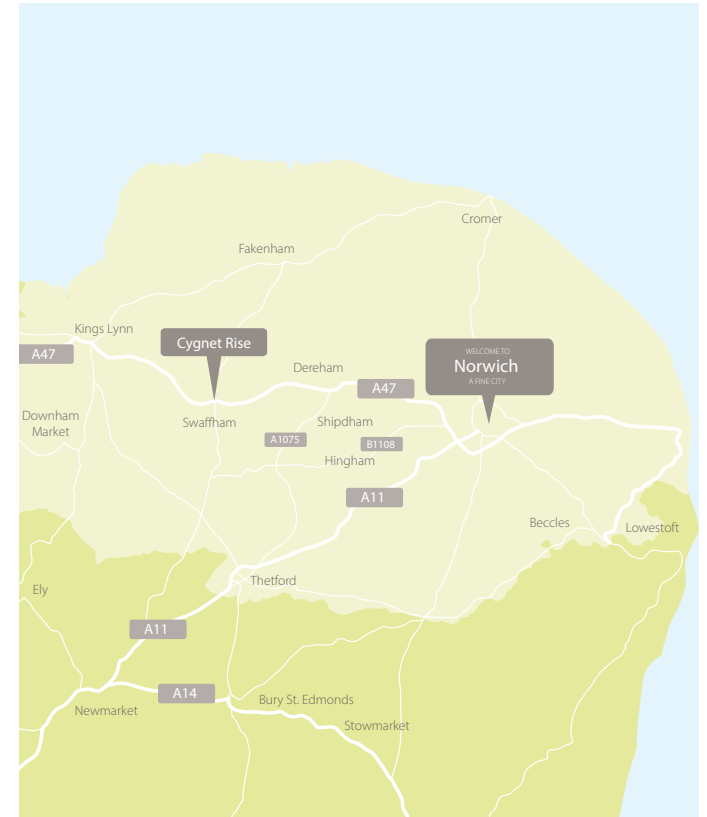 Cromer
Fakenham
Kings Lynn
Cygnet Rise
WELCOME TO
Norwich
A FINE CITY
A47
Dereham
A47
Downham
Market
Swaffham
Shipdham
A1075
B1108
Hingham
A11
Beccles
Lowestoft
Thetford
Ely
A11
A14
Bury St. Edmonds
Newmarket
Stowmarket